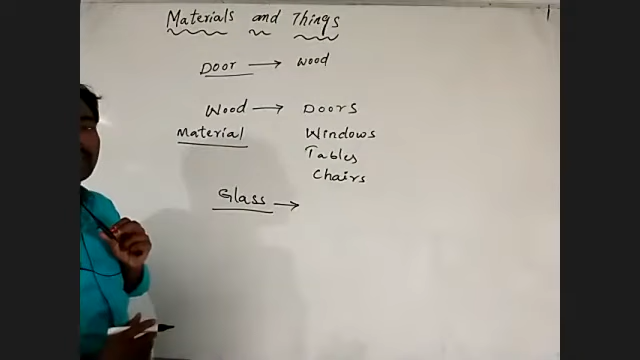 Materials and Things
Door → wood
Wood → Doors
Material Windows
Tables
Chairs
Glass →